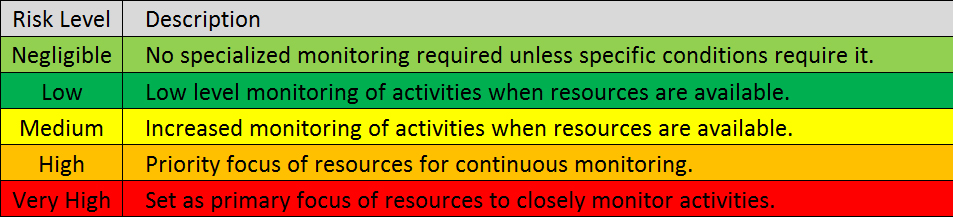 Risk Level Description
Negligible No specialized monitoring required unless specific conditions require it.
Low Low level monitoring of activities when resources are available.
Medium Increased monitoring of activities when resources are available.
High Priority focus of resources for continuous monitoring.
Very High Set as primary focus of resources to closely monitor activities.